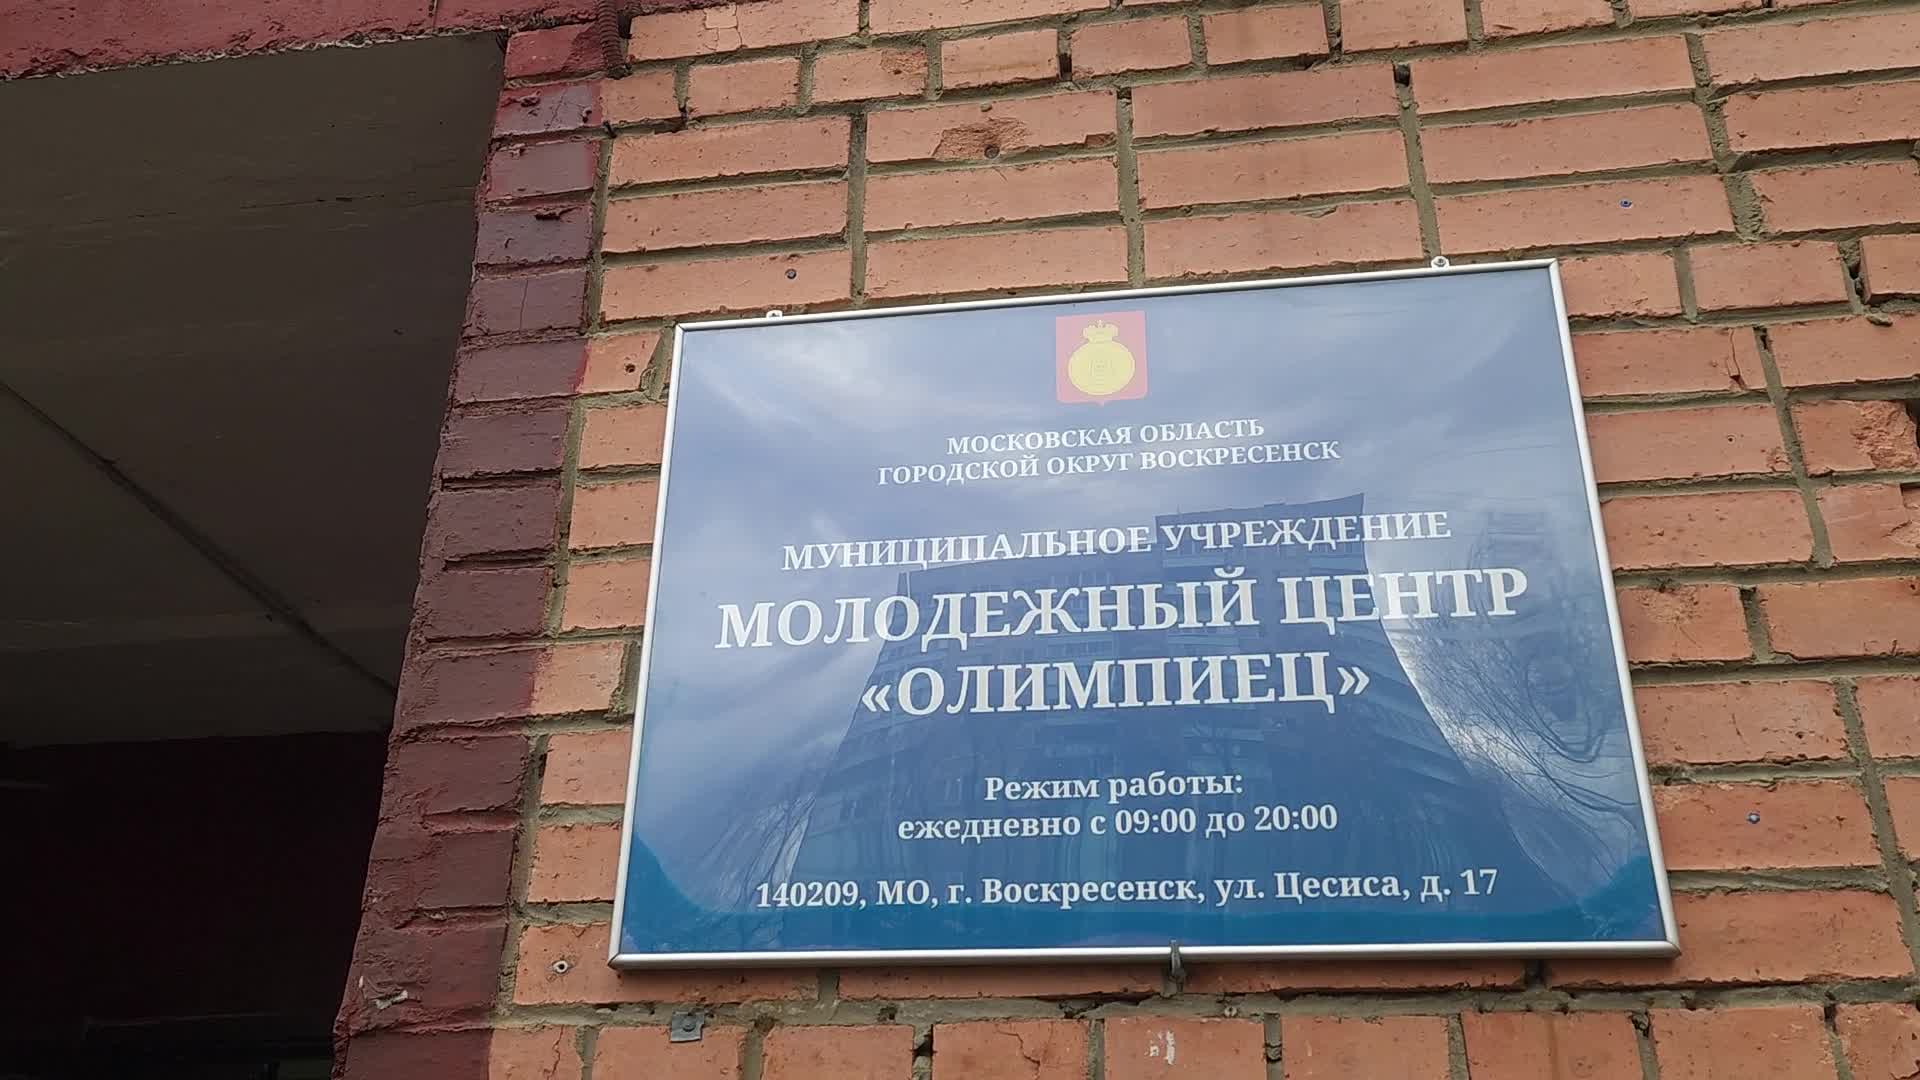 МОСКОВСКАЯ ОБЛАСТЬ
ГОРОДСКОЙ ОКРУГ ВОСКРЕСЕНСК
МУНИЦИПАЛЬНОЕ УЧРЕЖДЕНИЕ
МОЛОДЕЖНЫЙ ЦЕНТР
«ОЛИМПИЕЦ»
Режим работы:
ежедневно с 09:00 до 20:00
140209, МО, г. Воскресенск, ул. Цесиса, д. 17